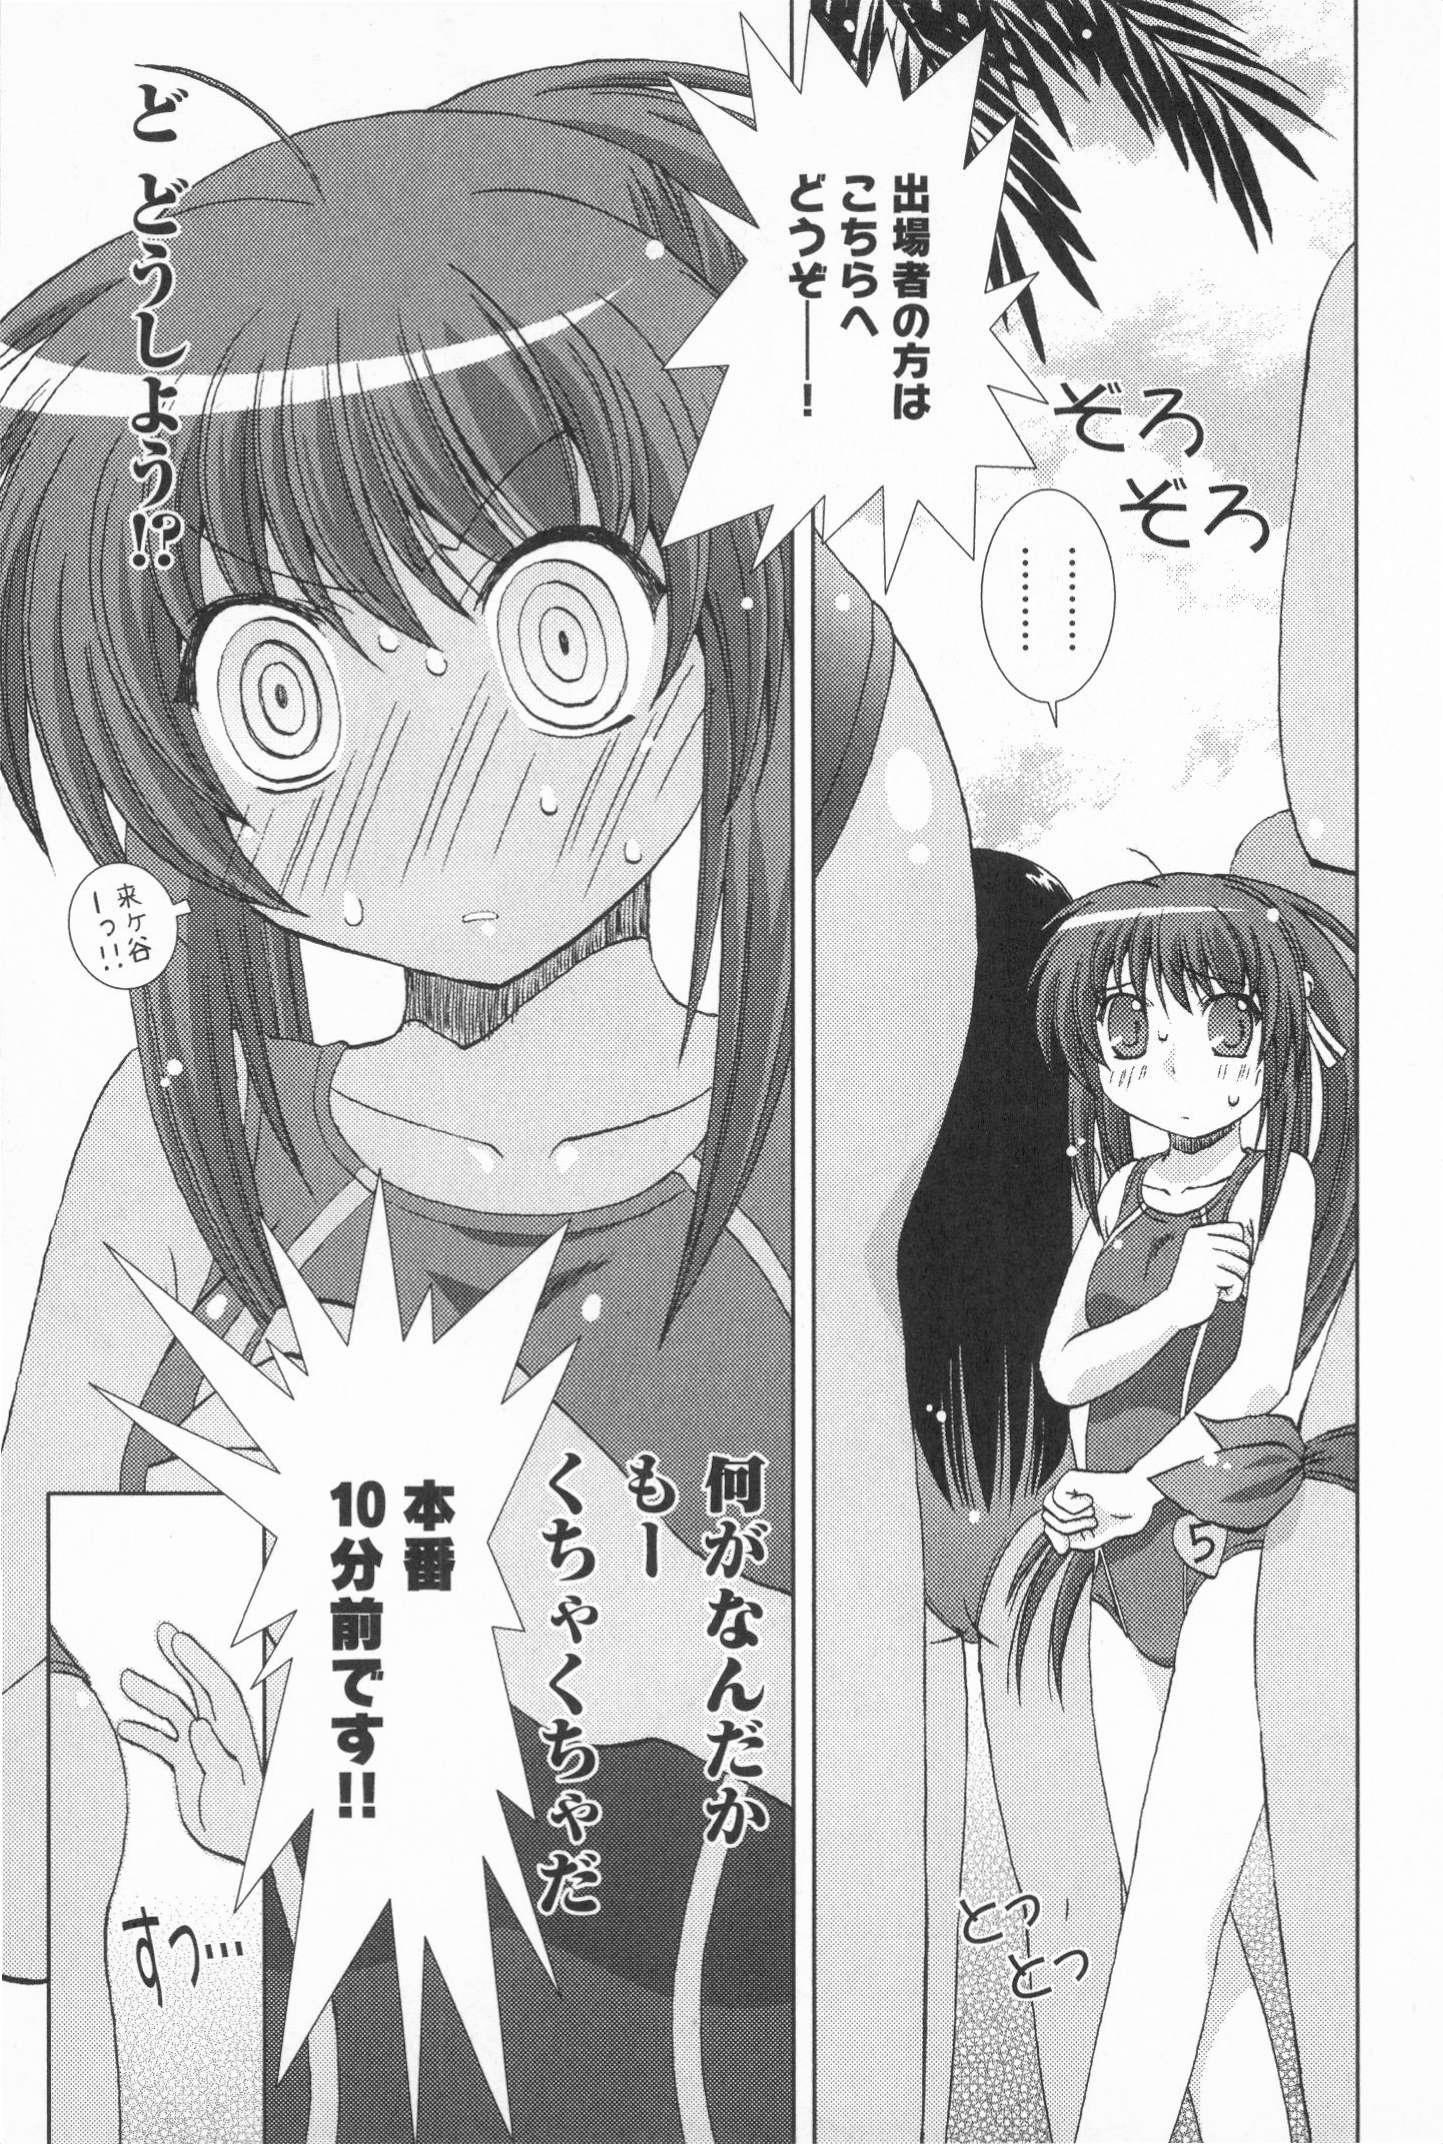 出場者の方は
こちらへ
どうぞ――!
ぞろ
ぞろ
………
………
とっ
とっ
ど どうしよう!?
来ヶ谷
ーっ!!
何がなんだか
もー
くちゃくちゃだ
本番
10分前です!!
すっ…
5